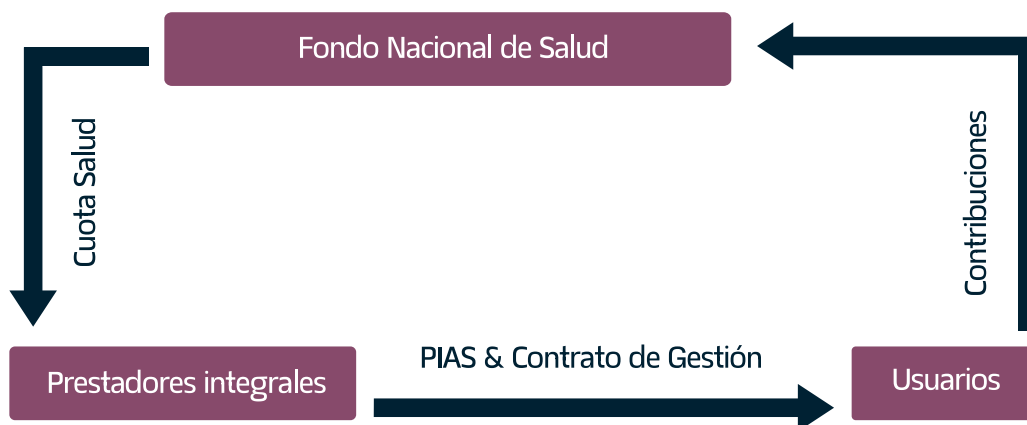 Fondo Nacional de Salud
Cuota Salud
Contribuciones
PIAS & Contrato de Gestión
Prestadores integrales
Usuarios